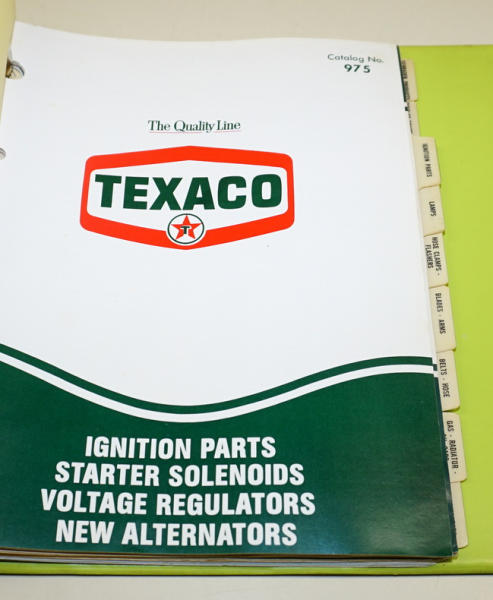 Catalog No.
975
The Quality Line
TEXACO
T
IGNITION PARTS
STARTER SOLENOIDS
VOLTAGE REGULATORS
NEW ALTERNATORS
IGNITION PARTS
LAMPS
HOSE CLAMPS -
FLASHERS
BLADES - ARMS
BELTS - HOSE
GAS - RADIATOR -